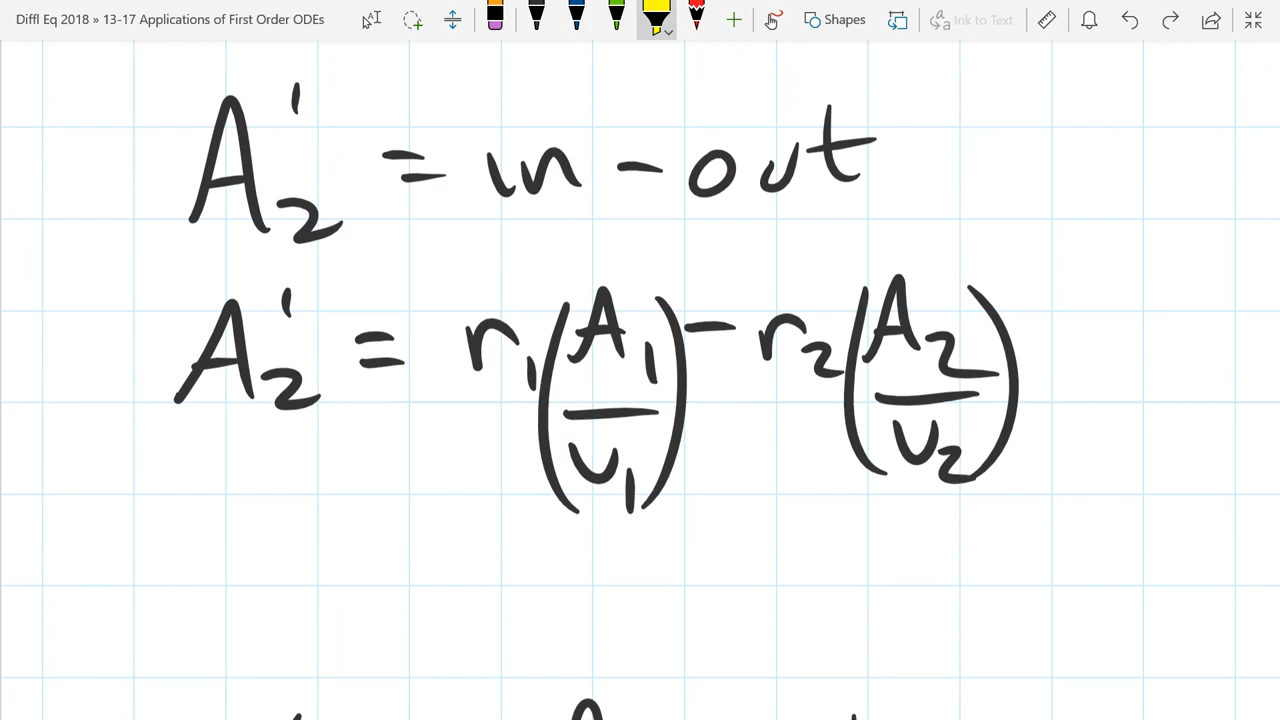 Diffl Eq 2018 » 13-17 Applications of First Order ODEs
Shapes
Ink to Text
A₂' = in - out
A₂' = r₁(A₁/V₁) - r₂(A₂/V₂)